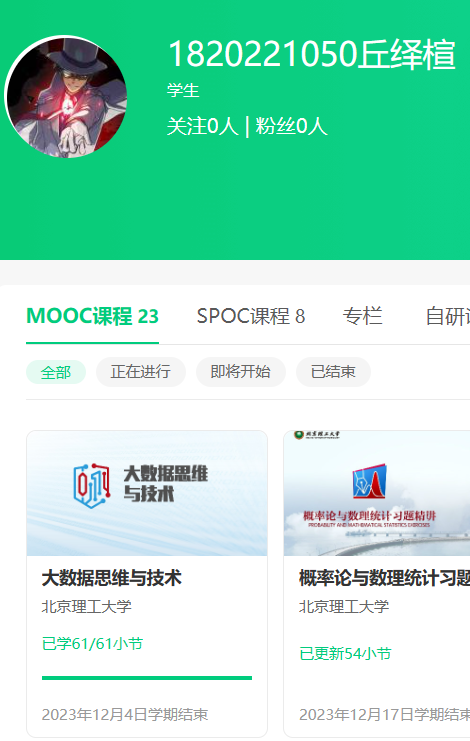 1820221050丘绎楦
学生
关注0人 | 粉丝0人
MOOC课程 23
SPOC课程 8
专栏
自研
全部
正在进行
即将开始
已结束
大数据思维
与技术
北京理工大学
概率论与数理统计习题精讲
PROBABILITY AND MATHEMATICAL STATISTICS EXERCISES
大数据思维与技术
北京理工大学
已学61/61小节
2023年12月4日学期结束
概率论与数理统计习题
北京理工大学
已更新54小节
2023年12月17日学期结束